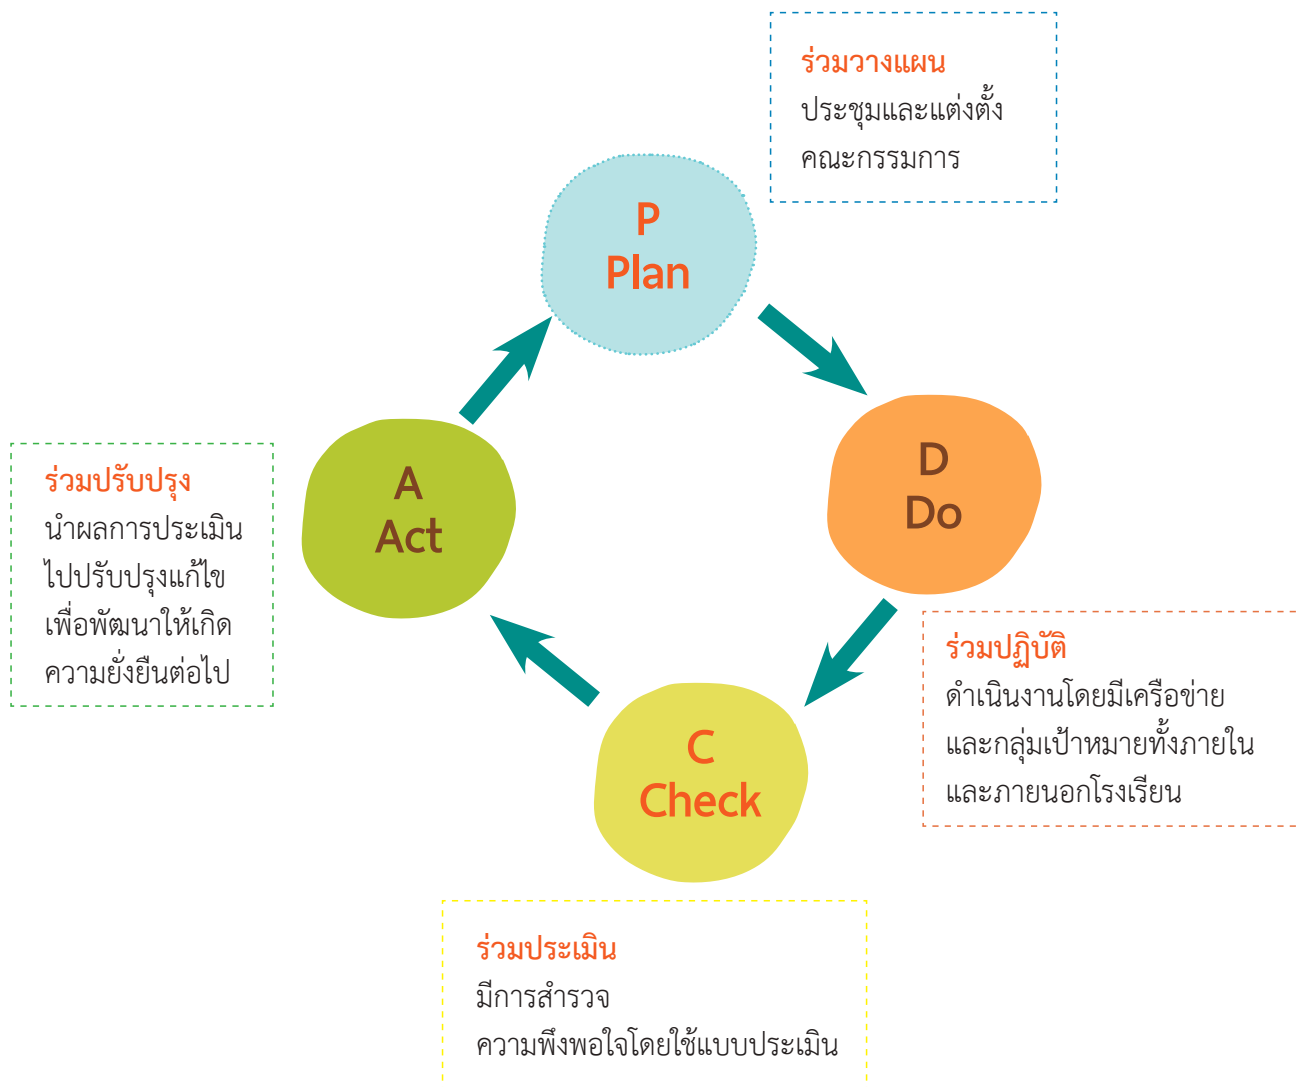 ร่วมวางแผน
ประชุมและแต่งตั้ง
คณะกรรมการ
P
Plan
D
Do
ร่วมปฏิบัติ
ดำเนินงานโดยมีเครือข่าย
และกลุ่มเป้าหมายทั้งภายใน
และภายนอกโรงเรียน
C
Check
ร่วมประเมิน
มีการสำรวจ
ความพึงพอใจโดยใช้แบบประเมิน
A
Act
ร่วมปรับปรุง
นำผลการประเมิน
ไปปรับปรุงแก้ไข
เพื่อพัฒนาให้เกิด
ความยั่งยืนต่อไป